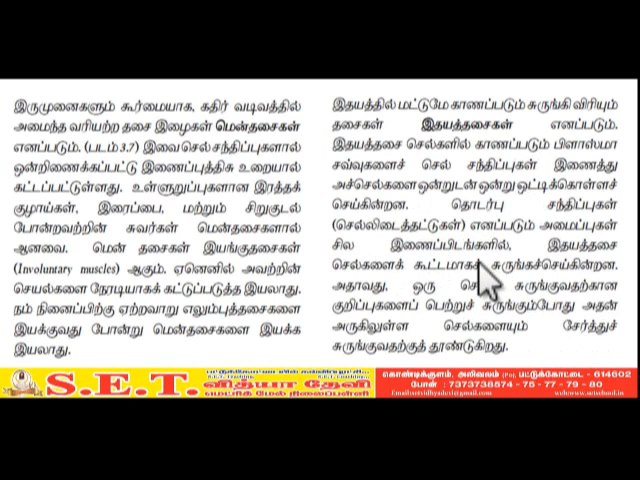 இருமுனைகளும் கூர்மையாக, கதிர் வடிவத்தில்
அமைந்த வரியற்ற தசை இழைகள் மென்தசைகள்
எனப்படும். (படம் 3.7) இவை செல் சந்திப்புகளால்
ஒன்றிணைக்கப்பட்டு இணைப்புத்திசு உறையால்
கட்டப்பட்டுள்ளது. உள்ளுறுப்புகளான இரத்தக்
குழாய்கள், இரைப்பை, மற்றும் சிறுகுடல்
போன்றவற்றின் சுவர்கள் மென்தசைகளால்
ஆனவை. மென் தசைகள் இயங்குதசைகள்
(Involuntary muscles) ஆகும். ஏனெனில் அவற்றின்
செயல்களை நேரடியாகக் கட்டுப்படுத்த இயலாது.
நம் நினைப்பிற்கு ஏற்றவாறு எலும்புத்தசைகளை
இயக்குவது போன்று மென்தசைகளை இயக்க
இயலாது.
இதயத்தில் மட்டுமே காணப்படும் சுருங்கி விரியும்
தசைகள் இதயத்தசைகள் எனப்படும்.
இதயத்தசை செல்களில் காணப்படும் பிளாஸ்மா
சவ்வுகளைச் செல் சந்திப்புகள் இணைத்து
அச்செல்களை ஒன்றுடன் ஒன்று ஒட்டிக்கொள்ளச்
செய்கின்றன. தொடர்பு சந்திப்புகள்
(செல்லிடைத்தட்டுகள்) எனப்படும் அமைப்புகள்
சில இணைப்பிடங்களில், இதயத்தசை
செல்களைக் கூட்டமாகச் சுருங்கச்செய்கின்றன.
அதாவது, ஒரு சுருங்குவதற்கான
குறிப்புகளைப் பெற்றுச் சுருங்கும்போது அதன்
அருகிலுள்ள செல்களையும் சேர்த்துச்
சுருங்குவதற்குத் தூண்டுகிறது.
S.E.T. வித்யா தேவி
மெட்ரிக் மேல் நிலைப்பள்ளி
கொண்டிகுளம், அலிவலம் (Po), பட்டுக்கோட்டை - 614602
போன் : 7373738574 - 75 - 77 - 79 - 80